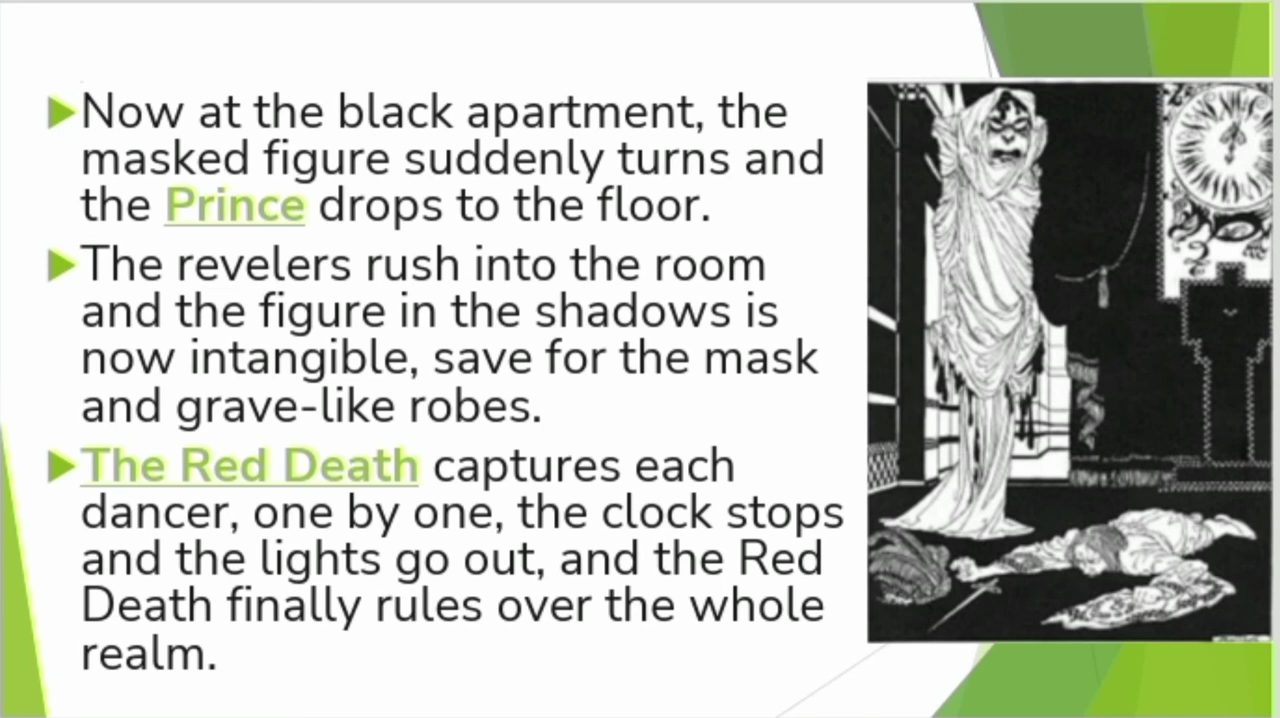 Now at the black apartment, the
masked figure suddenly turns and
the Prince drops to the floor.
The revelers rush into the room
and the figure in the shadows is
now intangible, save for the mask
and grave-like robes.
The Red Death captures each
dancer, one by one, the clock stops
and the lights go out, and the Red
Death finally rules over the whole
realm.